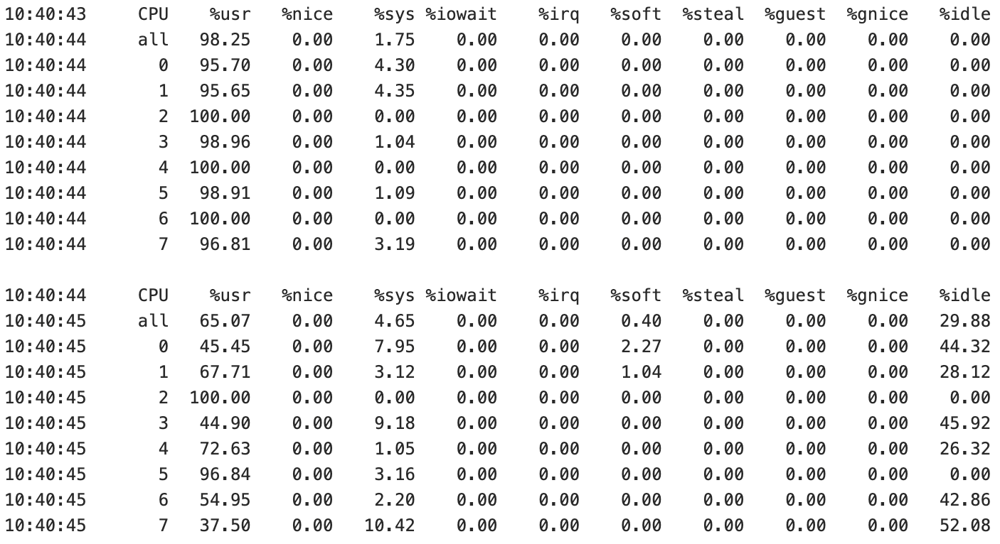 10:40:43     CPU    %usr   %nice    %sys %iowait    %irq   %soft  %steal  %guest  %gnice   %idle
10:40:44     all   98.25    0.00    1.75    0.00    0.00    0.00    0.00    0.00    0.00    0.00
10:40:44       0   95.70    0.00    4.30    0.00    0.00    0.00    0.00    0.00    0.00    0.00
10:40:44       1   95.65    0.00    4.35    0.00    0.00    0.00    0.00    0.00    0.00    0.00
10:40:44       2  100.00    0.00    0.00    0.00    0.00    0.00    0.00    0.00    0.00    0.00
10:40:44       3   98.96    0.00    1.04    0.00    0.00    0.00    0.00    0.00    0.00    0.00
10:40:44       4  100.00    0.00    0.00    0.00    0.00    0.00    0.00    0.00    0.00    0.00
10:40:44       5   98.91    0.00    1.09    0.00    0.00    0.00    0.00    0.00    0.00    0.00
10:40:44       6  100.00    0.00    0.00    0.00    0.00    0.00    0.00    0.00    0.00    0.00
10:40:44       7   96.81    0.00    3.19    0.00    0.00    0.00    0.00    0.00    0.00    0.00

10:40:44     CPU    %usr   %nice    %sys %iowait    %irq   %soft  %steal  %guest  %gnice   %idle
10:40:45     all   65.07    0.00    4.65    0.00    0.00    0.40    0.00    0.00    0.00   29.88
10:40:45       0   45.45    0.00    7.95    0.00    0.00    2.27    0.00    0.00    0.00   44.32
10:40:45       1   67.71    0.00    3.12    0.00    0.00    1.04    0.00    0.00    0.00   28.12
10:40:45       2  100.00    0.00    0.00    0.00    0.00    0.00    0.00    0.00    0.00    0.00
10:40:45       3   44.90    0.00    9.18    0.00    0.00    0.00    0.00    0.00    0.00   45.92
10:40:45       4   72.63    0.00    1.05    0.00    0.00    0.00    0.00    0.00    0.00   26.32
10:40:45       5   96.84    0.00    3.16    0.00    0.00    0.00    0.00    0.00    0.00    0.00
10:40:45       6   54.95    0.00    2.20    0.00    0.00    0.00    0.00    0.00    0.00   42.86
10:40:45       7   37.50    0.00   10.42    0.00    0.00    0.00    0.00    0.00    0.00   52.08